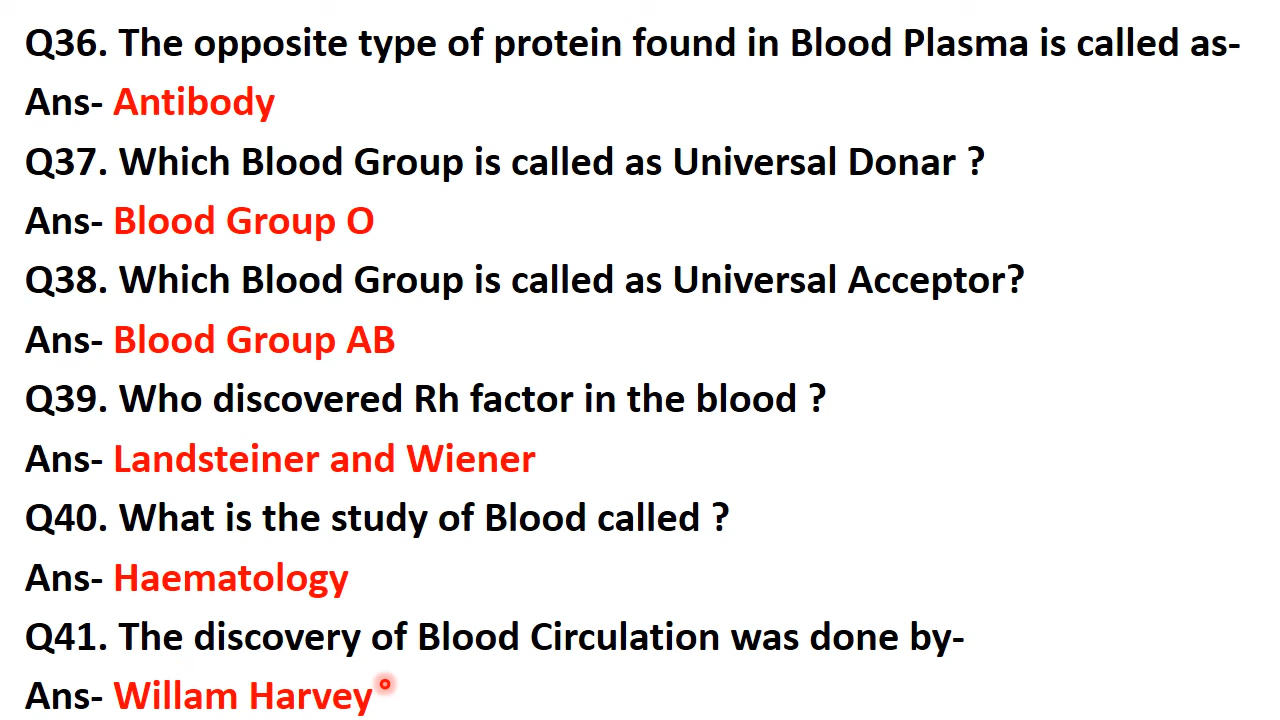 Q36. The opposite type of protein found in Blood Plasma is called as-
Ans- Antibody
Q37. Which Blood Group is called as Universal Donar ?
Ans- Blood Group O
Q38. Which Blood Group is called as Universal Acceptor?
Ans- Blood Group AB
Q39. Who discovered Rh factor in the blood ?
Ans- Landsteiner and Wiener
Q40. What is the study of Blood called ?
Ans- Haematology
Q41. The discovery of Blood Circulation was done by-
Ans- Willam Harvey